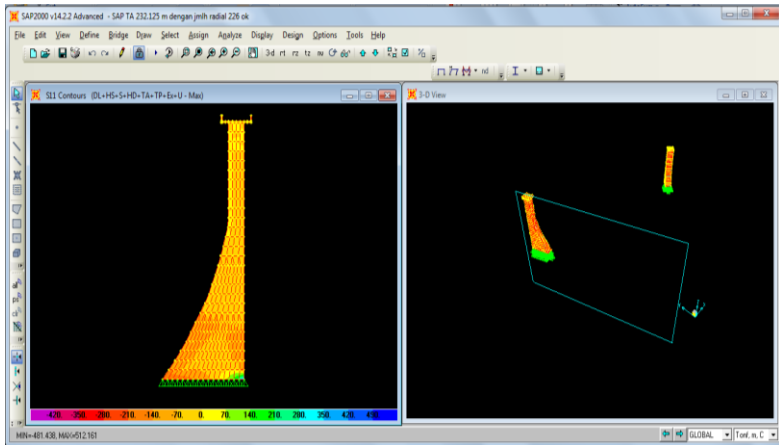 SAP2000 v14.2.2 Advanced - SAP TA 232.125 m dengan jmlh radial 226 ok
File Edit View Define Bridge Draw Select Assign Analyze Display Design Options Tools Help
3-d
nd
S11 Contours (DL+HS+S+HD+TA+TP+Ex+U - Max)
3-D View
420. -350. -280. -210. -140. -70. 0. 70. 140. 210. 280. 350. 420.
MIN=-481.438, MAX=512.161
GLOBAL
Tonf, m, C